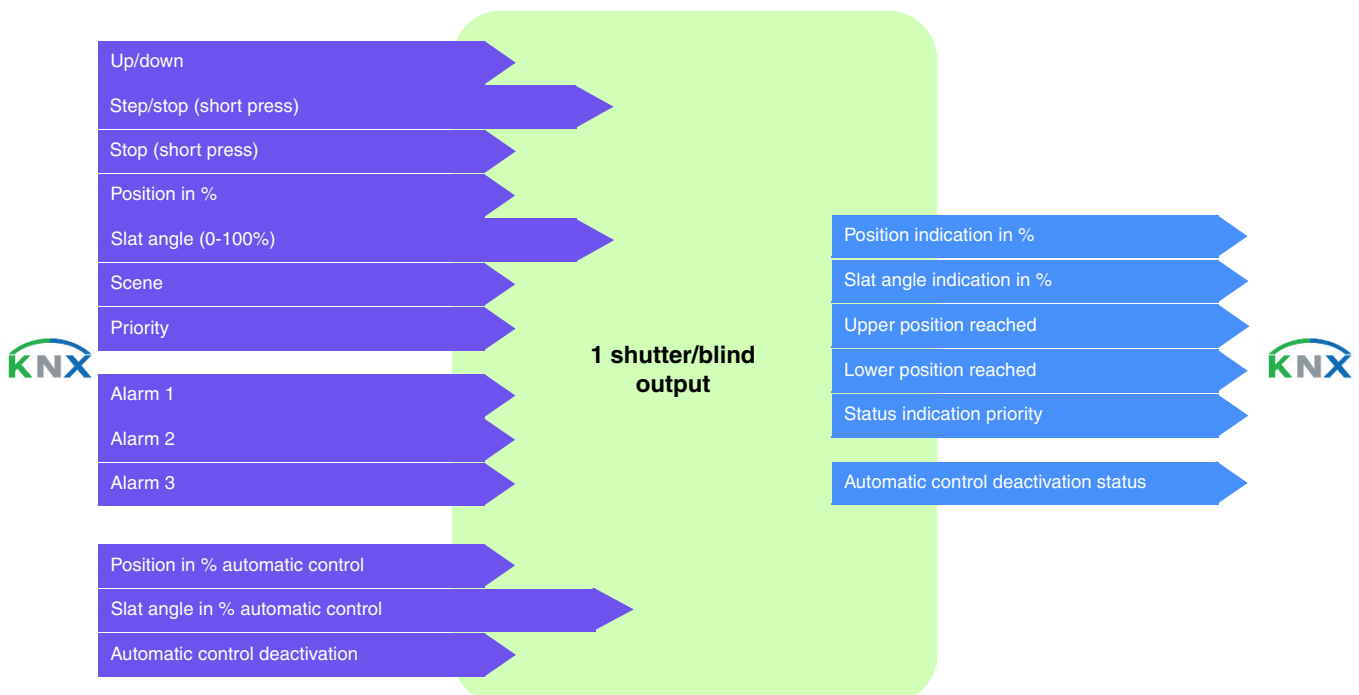 Up/down
Step/stop (short press)
Stop (short press)
Position in %
Slat angle (0-100%)
Scene
Priority
KNX
Alarm 1
Alarm 2
Alarm 3
Position in % automatic control
Slat angle in % automatic control
Automatic control deactivation
1 shutter/blind
output
Position indication in %
Slat angle indication in %
Upper position reached
Lower position reached
Status indication priority
Automatic control deactivation status
KNX